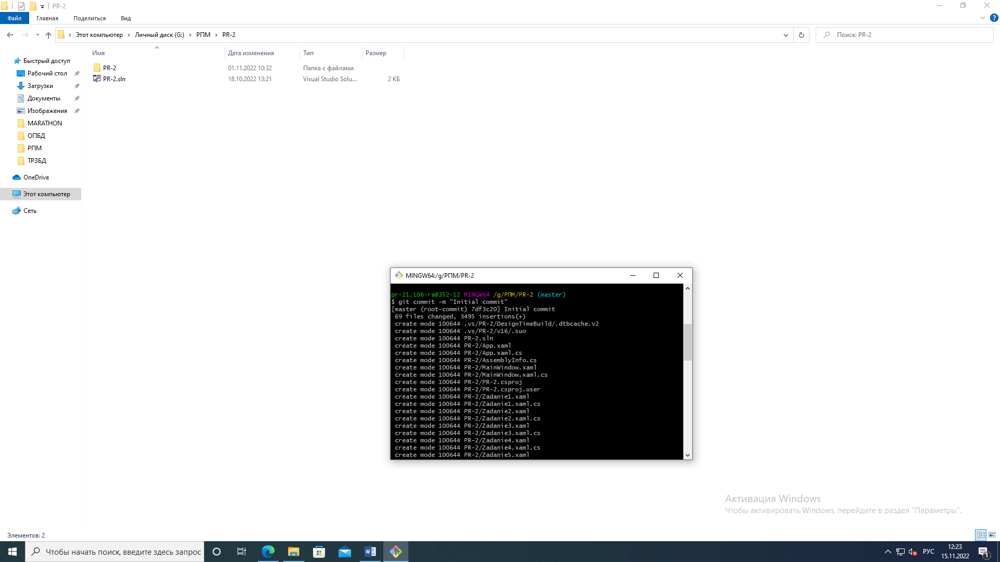 PR-2
Файл Главная Поделиться Вид
Этот компьютер Личный диск (G:) РПМ PR-2
Поиск: PR-2
Имя Дата изменения Тип Размер
PR-2 01.11.2022 10:32 Папка с файлами
PR-2.sln 18.10.2022 13:21 Visual Studio Solu... 2 КБ
Быстрый доступ
Рабочий стол
Загрузки
Документы
Изображения
MARATHON
ОПБД
РПМ
ТРЗБД
OneDrive
Этот компьютер
Сеть
MINGW64:/g/РПМ/PR-2
pr-21.106-ra@352-12 MINGW64 /g/РПМ/PR-2 (master)
$ git commit -m "Initial commit"
[master (root-commit) 7df3c20] Initial commit
69 files changed, 3495 insertions(+)
create mode 100644 .vs/PR-2/DesignTimeBuild/.dtbcache.v2
create mode 100644 .vs/PR-2/v16/.suo
create mode 100644 PR-2.sln
create mode 100644 PR-2/App.xaml
create mode 100644 PR-2/App.xaml.cs
create mode 100644 PR-2/AssemblyInfo.cs
create mode 100644 PR-2/MainWindow.xaml
create mode 100644 PR-2/MainWindow.xaml.cs
create mode 100644 PR-2/PR-2.csproj
create mode 100644 PR-2/PR-2.csproj.user
create mode 100644 PR-2/Zadanie1.xaml
create mode 100644 PR-2/Zadanie1.xaml.cs
create mode 100644 PR-2/Zadanie2.xaml
create mode 100644 PR-2/Zadanie2.xaml.cs
create mode 100644 PR-2/Zadanie3.xaml
create mode 100644 PR-2/Zadanie3.xaml.cs
create mode 100644 PR-2/Zadanie4.xaml
create mode 100644 PR-2/Zadanie4.xaml.cs
create mode 100644 PR-2/Zadanie5.xaml
Активация Windows
Чтобы активировать Windows, перейдите в раздел "Параметры".
Элементов: 2
Чтобы начать поиск, введите здесь запрос
РУС
12:23
15.11.2022
1